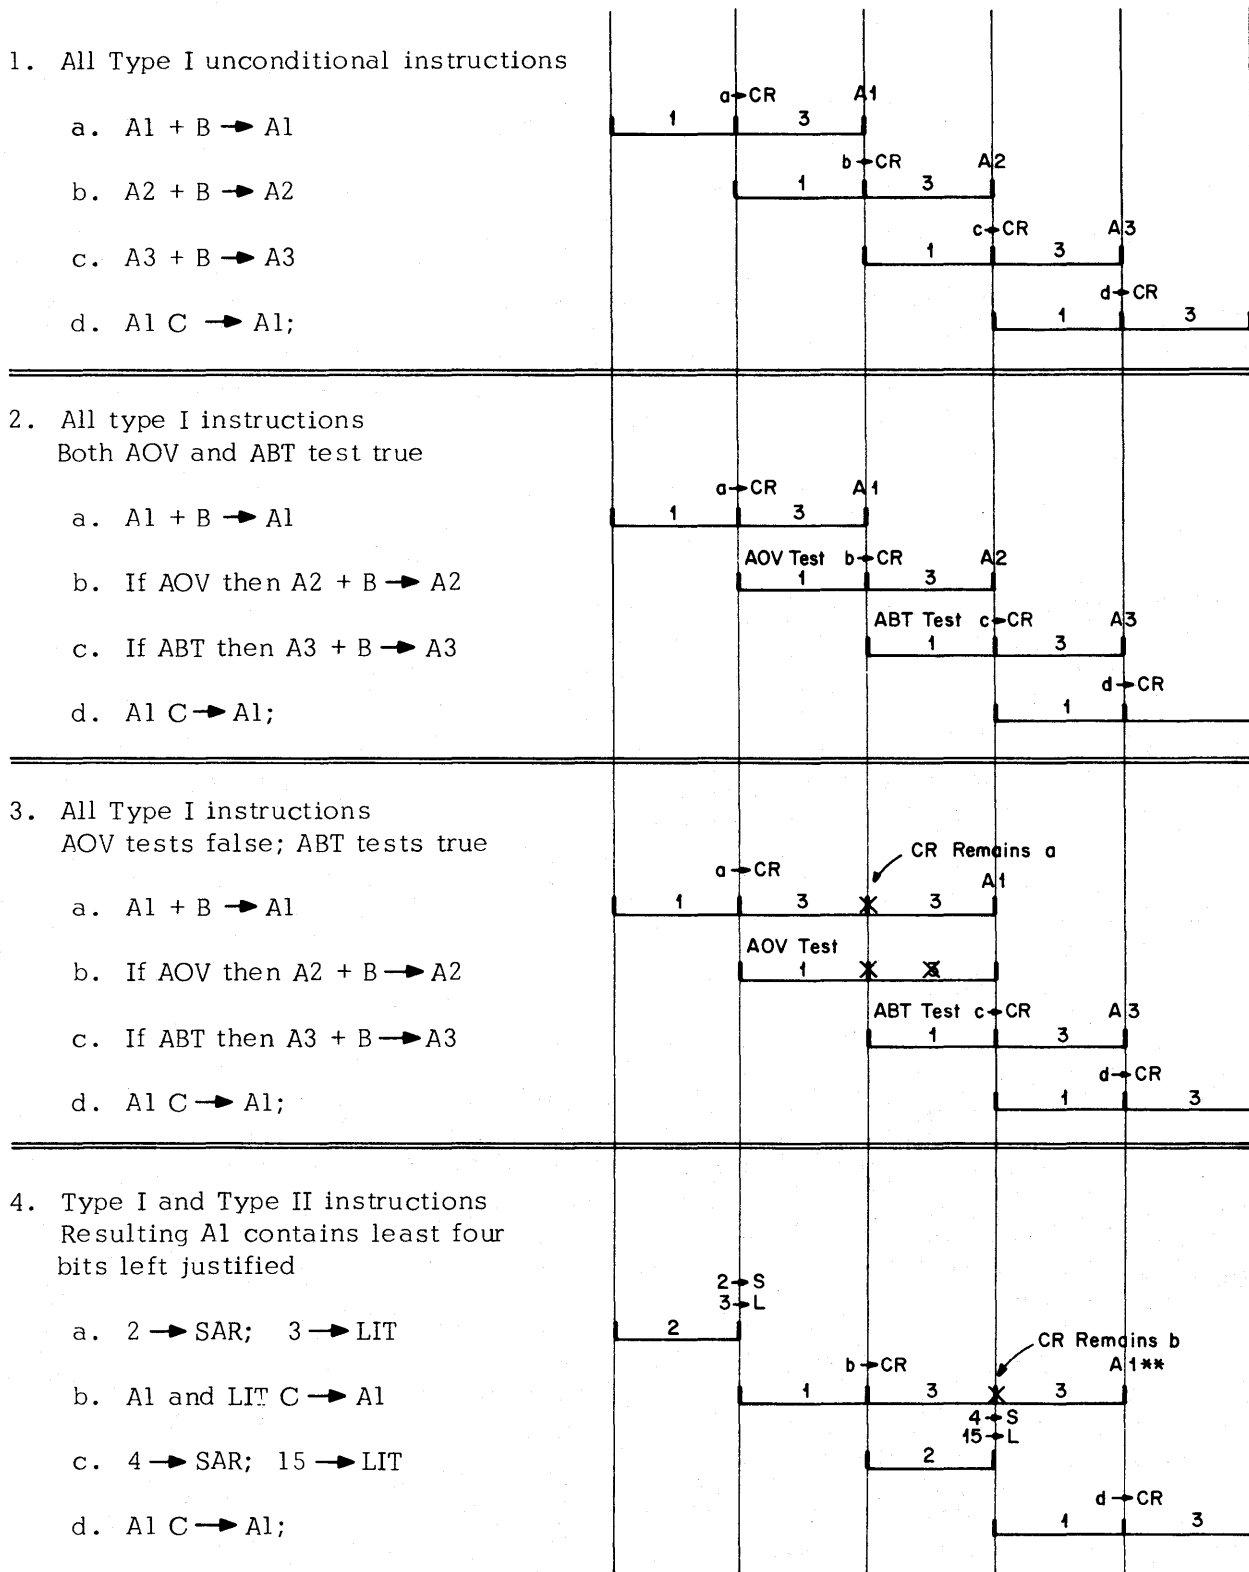 1. All Type I unconditional instructions
a→CR A1
a. A1 + B → A1 1 3
b→CR A2
b. A2 + B → A2 1 3
c→CR A3
c. A3 + B → A3 1 3
d→CR
d. A1 C → A1; 1 3
2. All type I instructions
Both AOV and ABT test true
a→CR A1
a. A1 + B → A1 1 3
AOV Test b→CR A2
b. If AOV then A2 + B → A2 1 3
ABT Test c→CR A3
c. If ABT then A3 + B → A3 1 3
d→CR
d. A1 C → A1; 1
3. All Type I instructions
AOV tests false; ABT tests true
CR Remains a
a→CR A1
a. A1 + B → A1 1 3 3
AOV Test
b. If AOV then A2 + B → A2 1 3
ABT Test c→CR A3
c. If ABT then A3 + B → A3 1 3
d→CR
d. A1 C → A1; 1 3
4. Type I and Type II instructions
Resulting A1 contains least four
bits left justified
2→S
3→L
a. 2 → SAR; 3 → LIT 2
CR Remains b
b→CR A1**
b. A1 and LIT C → A1 1 3 3
4→S
15→L
c. 4 → SAR; 15 → LIT 2
d→CR
d. A1 C → A1; 1 3